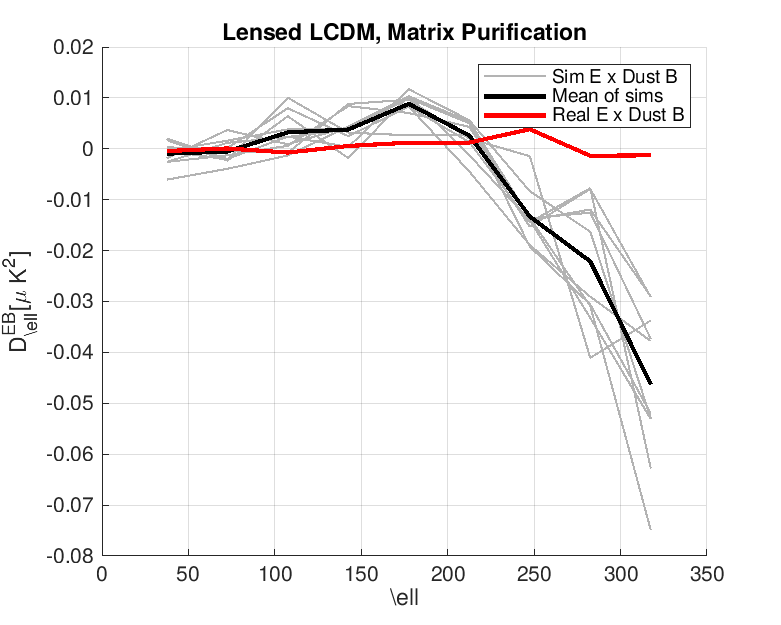 Lensed LCDM, Matrix Purification
Sim E x Dust B
Mean of sims
Real E x Dust B
0.02
0.01
0
-0.01
-0.02
-0.03
-0.04
-0.05
-0.06
-0.07
-0.08
D^{EB}_{\ell}[μ K^2]
0 50 100 150 200 250 300 350
\ell